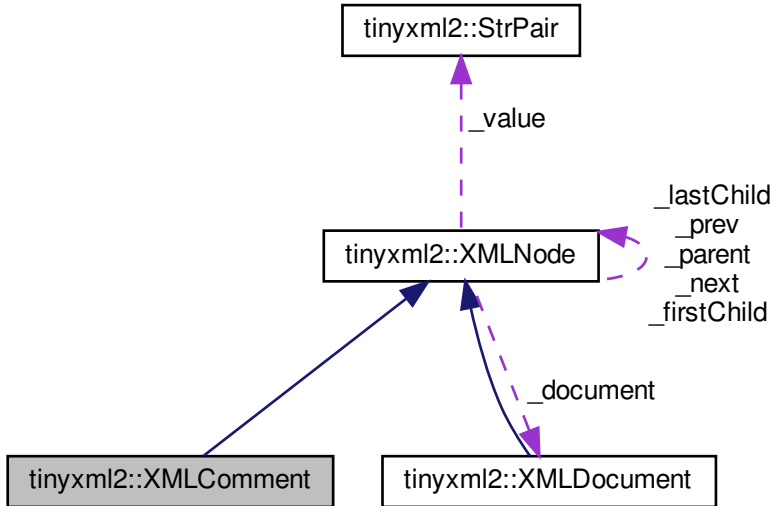 tinyxml2::StrPair
_value
_lastChild
_prev
_parent
_next
_firstChild
tinyxml2::XMLNode
_document
tinyxml2::XMLComment
tinyxml2::XMLDocument